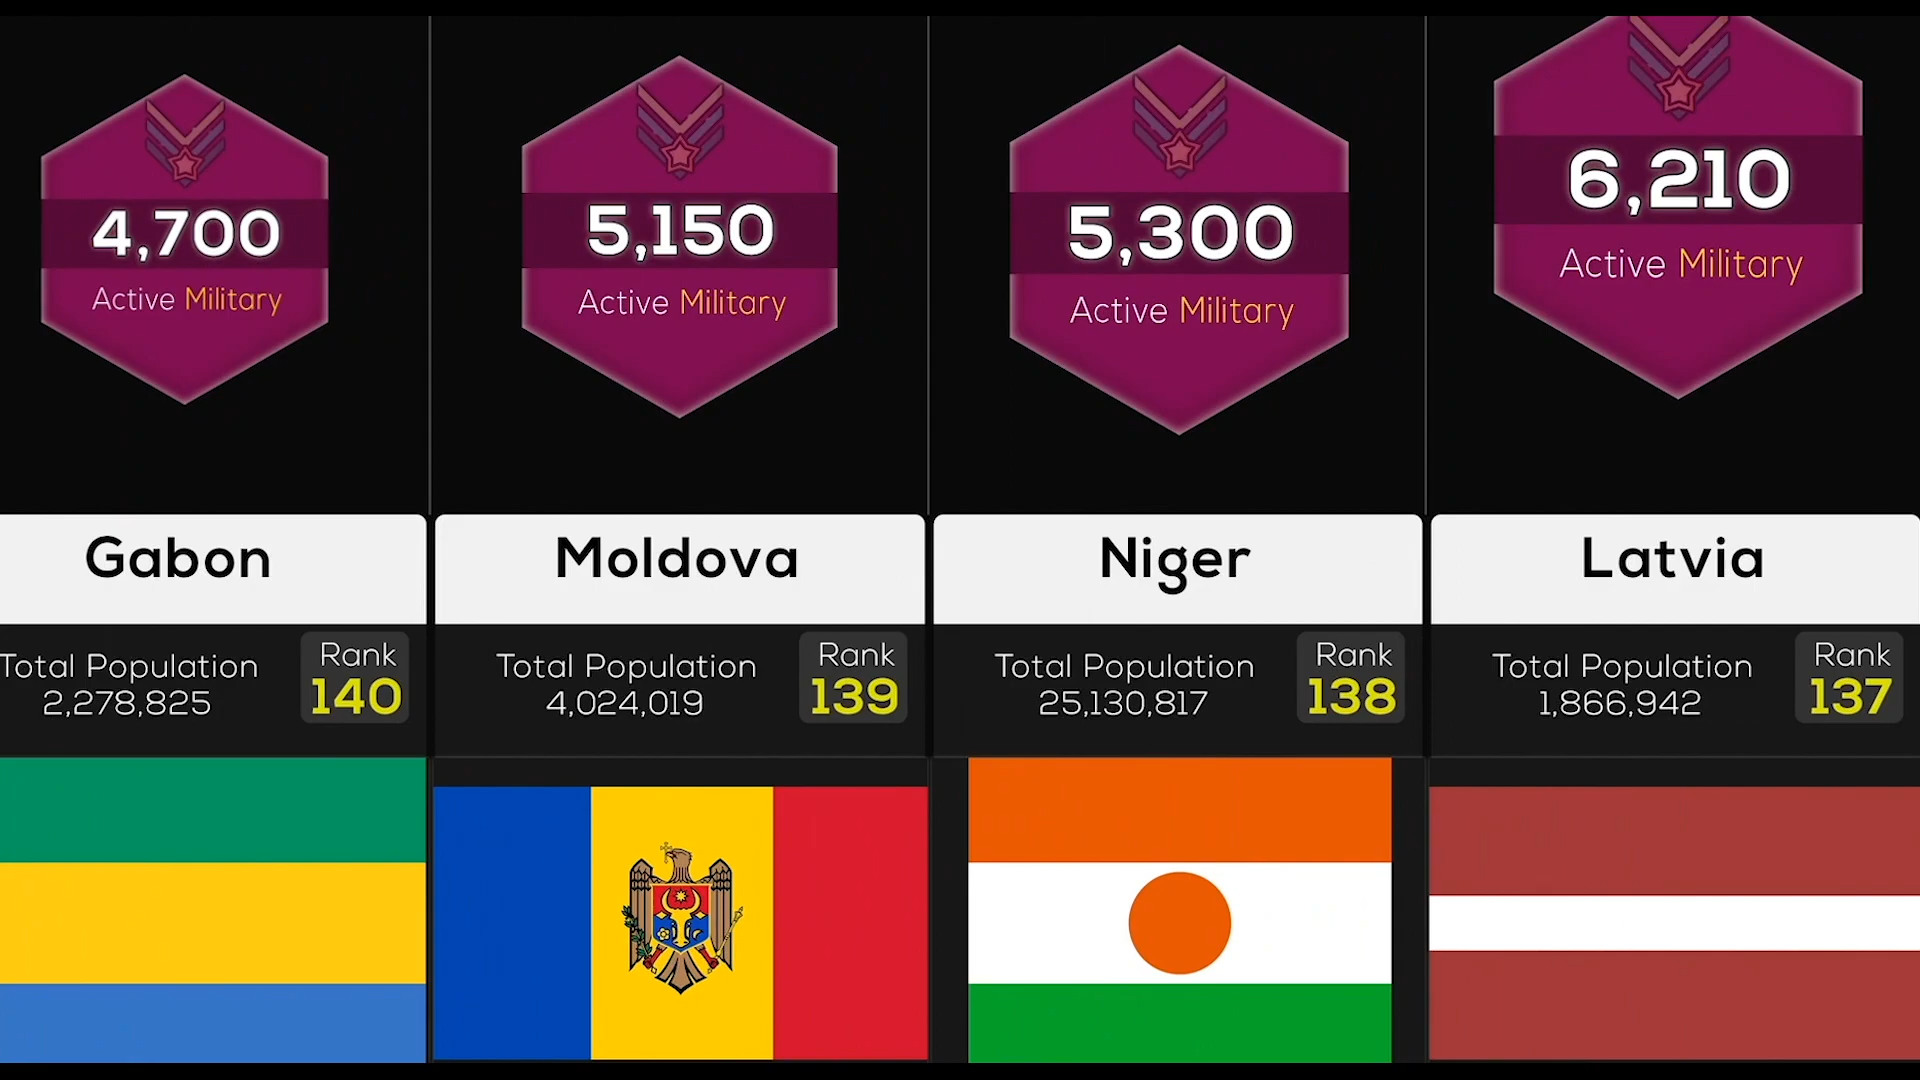 4,700
Active Military
5,150
Active Military
5,300
Active Military
6,210
Active Military
Gabon
Moldova
Niger
Latvia
Total Population
2,278,825
Rank
140
Total Population
4,024,019
Rank
139
Total Population
25,130,817
Rank
138
Total Population
1,866,942
Rank
137